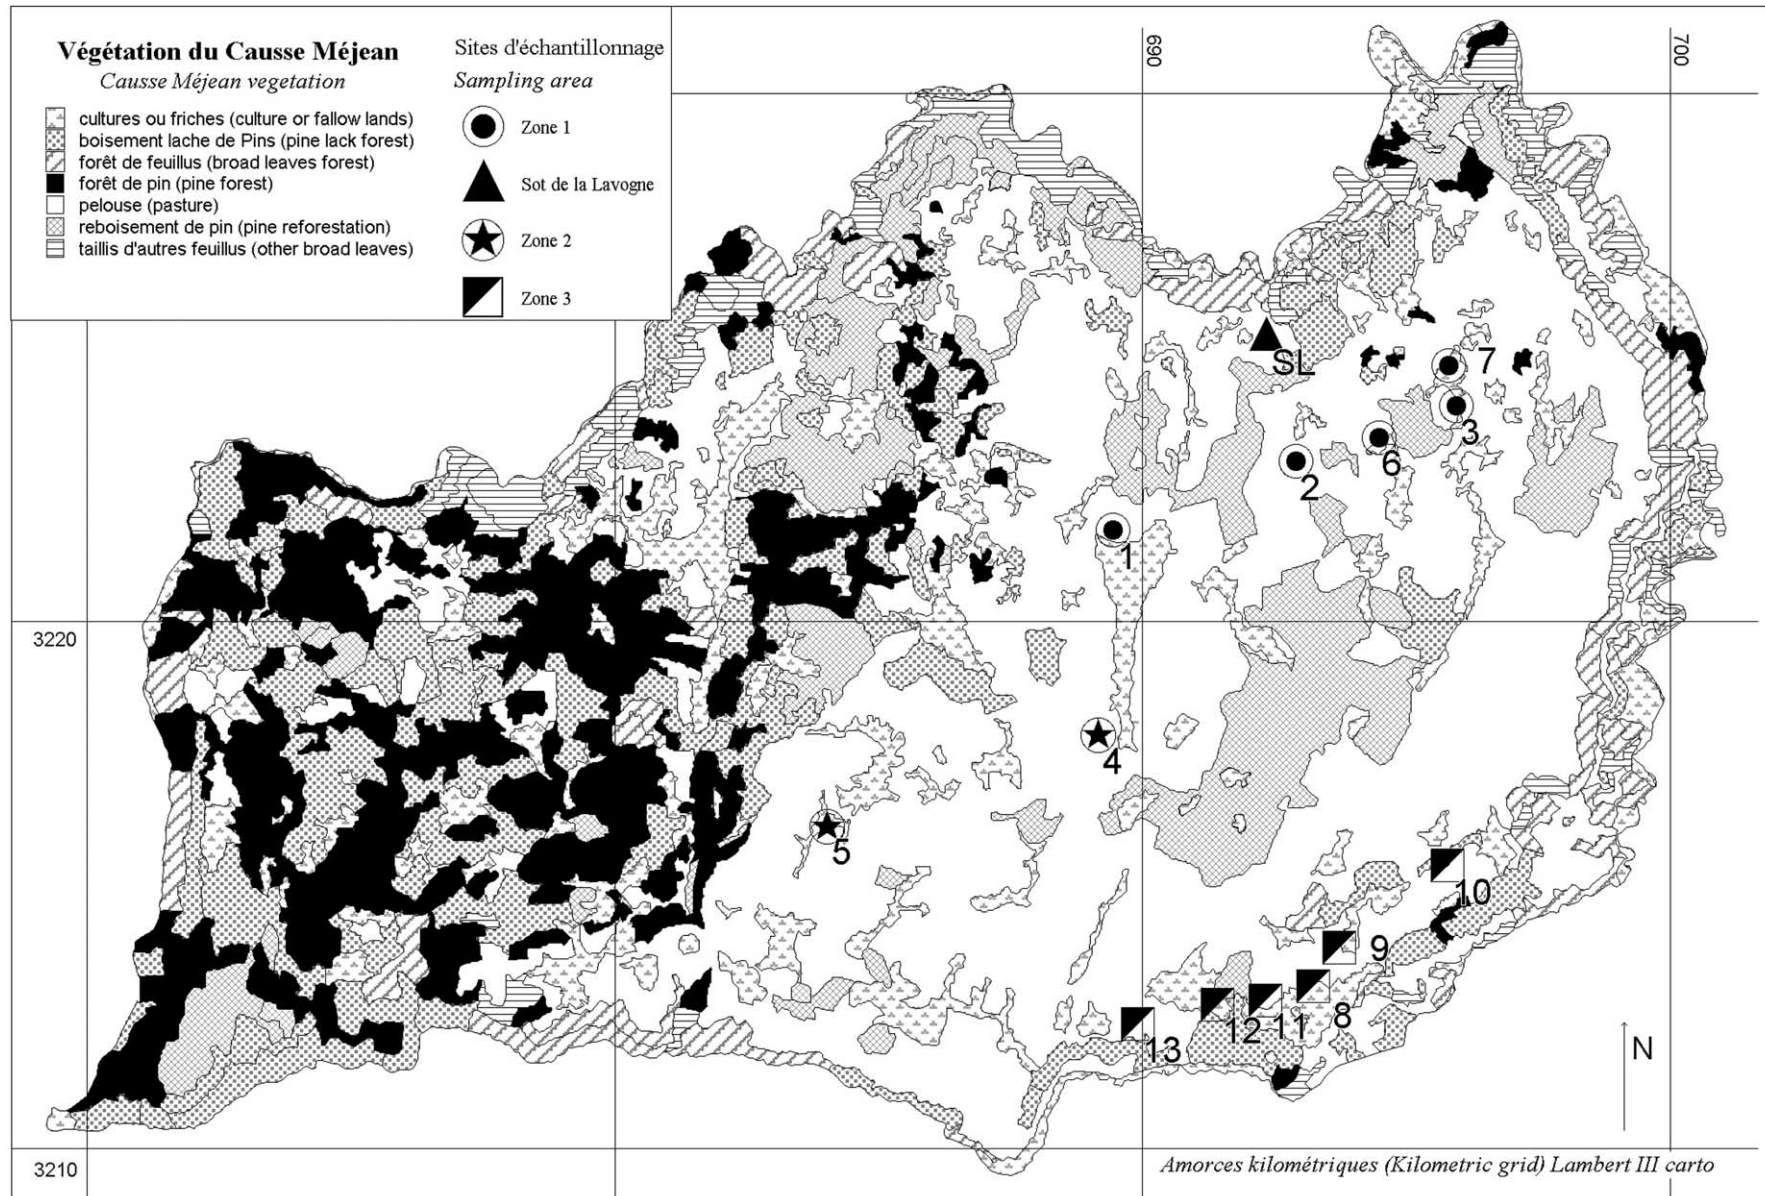 Végétation du Causse Méjean
Causse Méjean vegetation
cultures ou friches (culture or fallow lands)
boisement lache de Pins (pine lack forest)
forêt de feuillus (broad leaves forest)
forêt de pin (pine forest)
pelouse (pasture)
reboisement de pin (pine reforestation)
taillis d'autres feuillus (other broad leaves)
Sites d'échantillonnage
Sampling area
Zone 1
Sot de la Lavogne
Zone 2
Zone 3
690
700
SL
7
3
6
2
1
3220
4
5
10
9
8
11
12
13
N
3210
Amorces kilométriques (Kilometric grid) Lambert III carto